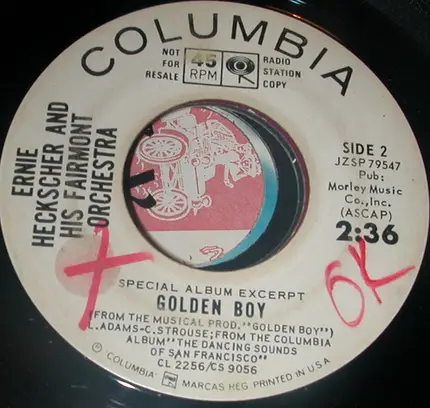 COLUMBIA
NOT
FOR
RESALE
45
RPM
RADIO
STATION
COPY
ERNIE
HECKSCHER AND
HIS FAIRMONT
ORCHESTRA
SIDE 2
JZSP 79547
Pub:
Morley Music
Co., Inc.
(ASCAP)
2:36
X
OK
SPECIAL ALBUM EXCERPT
GOLDEN BOY
(FROM THE MUSICAL PROD. "GOLDEN BOY")
L. ADAMS-C. STROUSE; FROM THE COLUMBIA
ALBUM "THE DANCING SOUNDS
OF SAN FRANCISCO"
CL 2256/CS 9056
Ⓟ COLUMBIA MARCAS REG. PRINTED IN U.S.A.